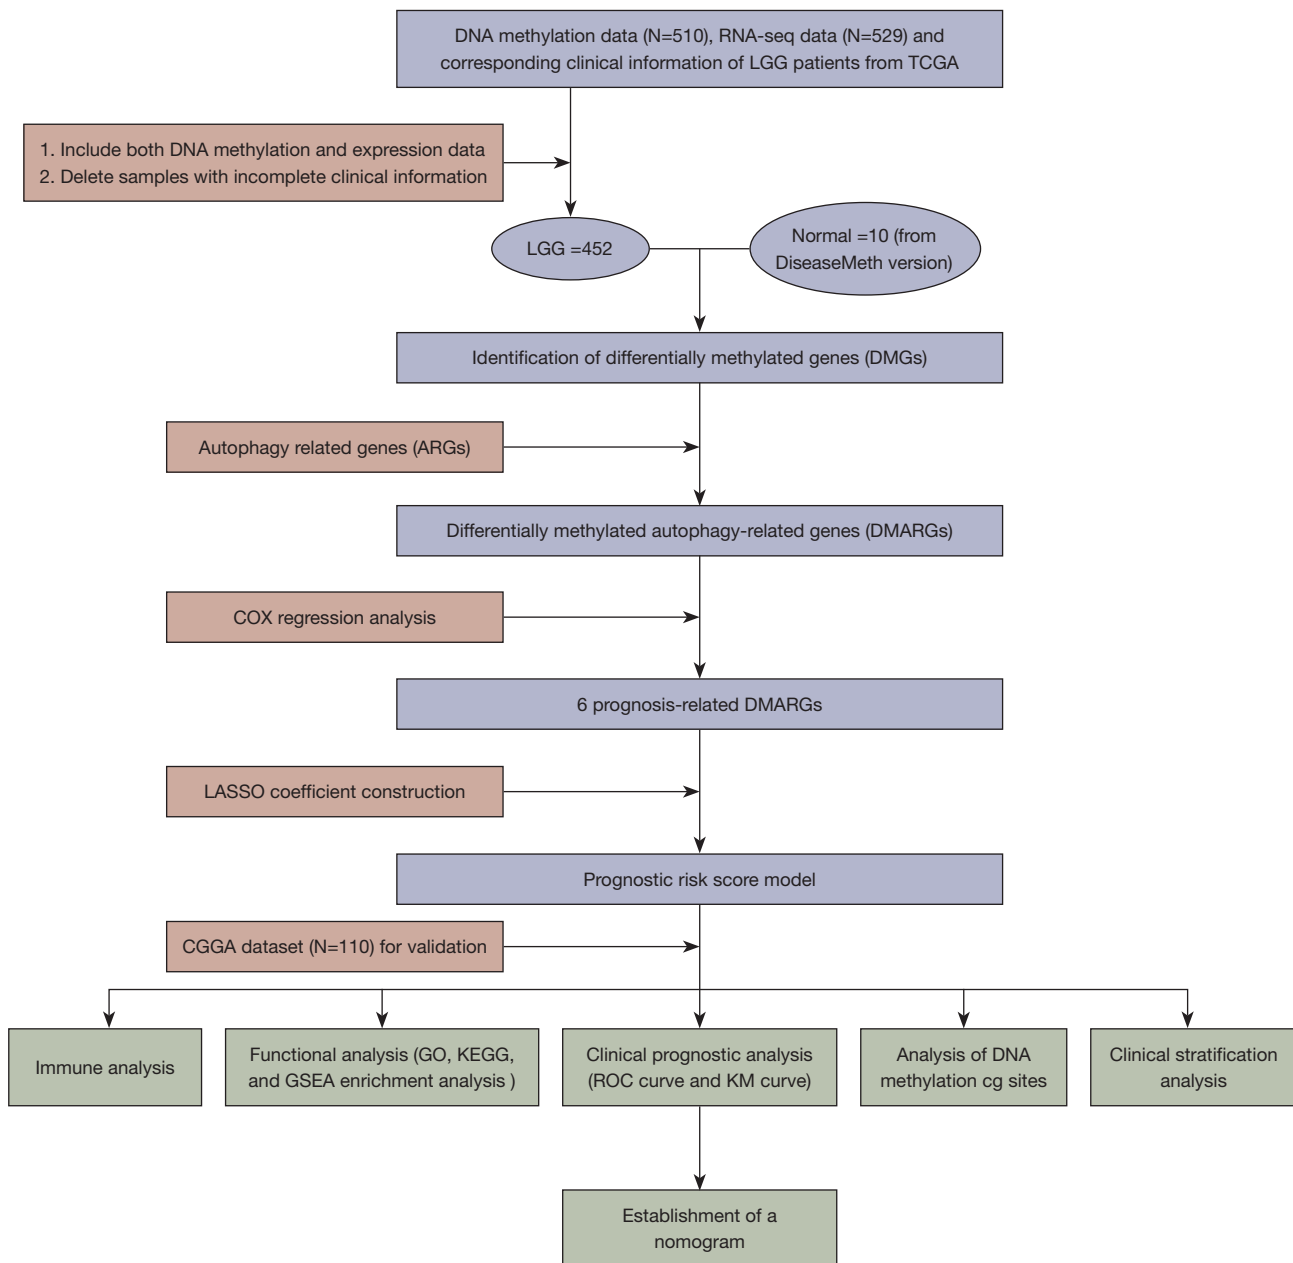 DNA methylation data (N=510), RNA-seq data (N=529) and
corresponding clinical information of LGG patients from TCGA
1. Include both DNA methylation and expression data
2. Delete samples with incomplete clinical information
LGG =452
Normal =10 (from
DiseaseMeth version)
Identification of differentially methylated genes (DMGs)
Autophagy related genes (ARGs)
Differentially methylated autophagy-related genes (DMARGs)
COX regression analysis
6 prognosis-related DMARGs
LASSO coefficient construction
Prognostic risk score model
CGGA dataset (N=110) for validation
Immune analysis
Functional analysis (GO, KEGG,
and GSEA enrichment analysis )
Clinical prognostic analysis
(ROC curve and KM curve)
Analysis of DNA
methylation cg sites
Clinical stratification
analysis
Establishment of a
nomogram